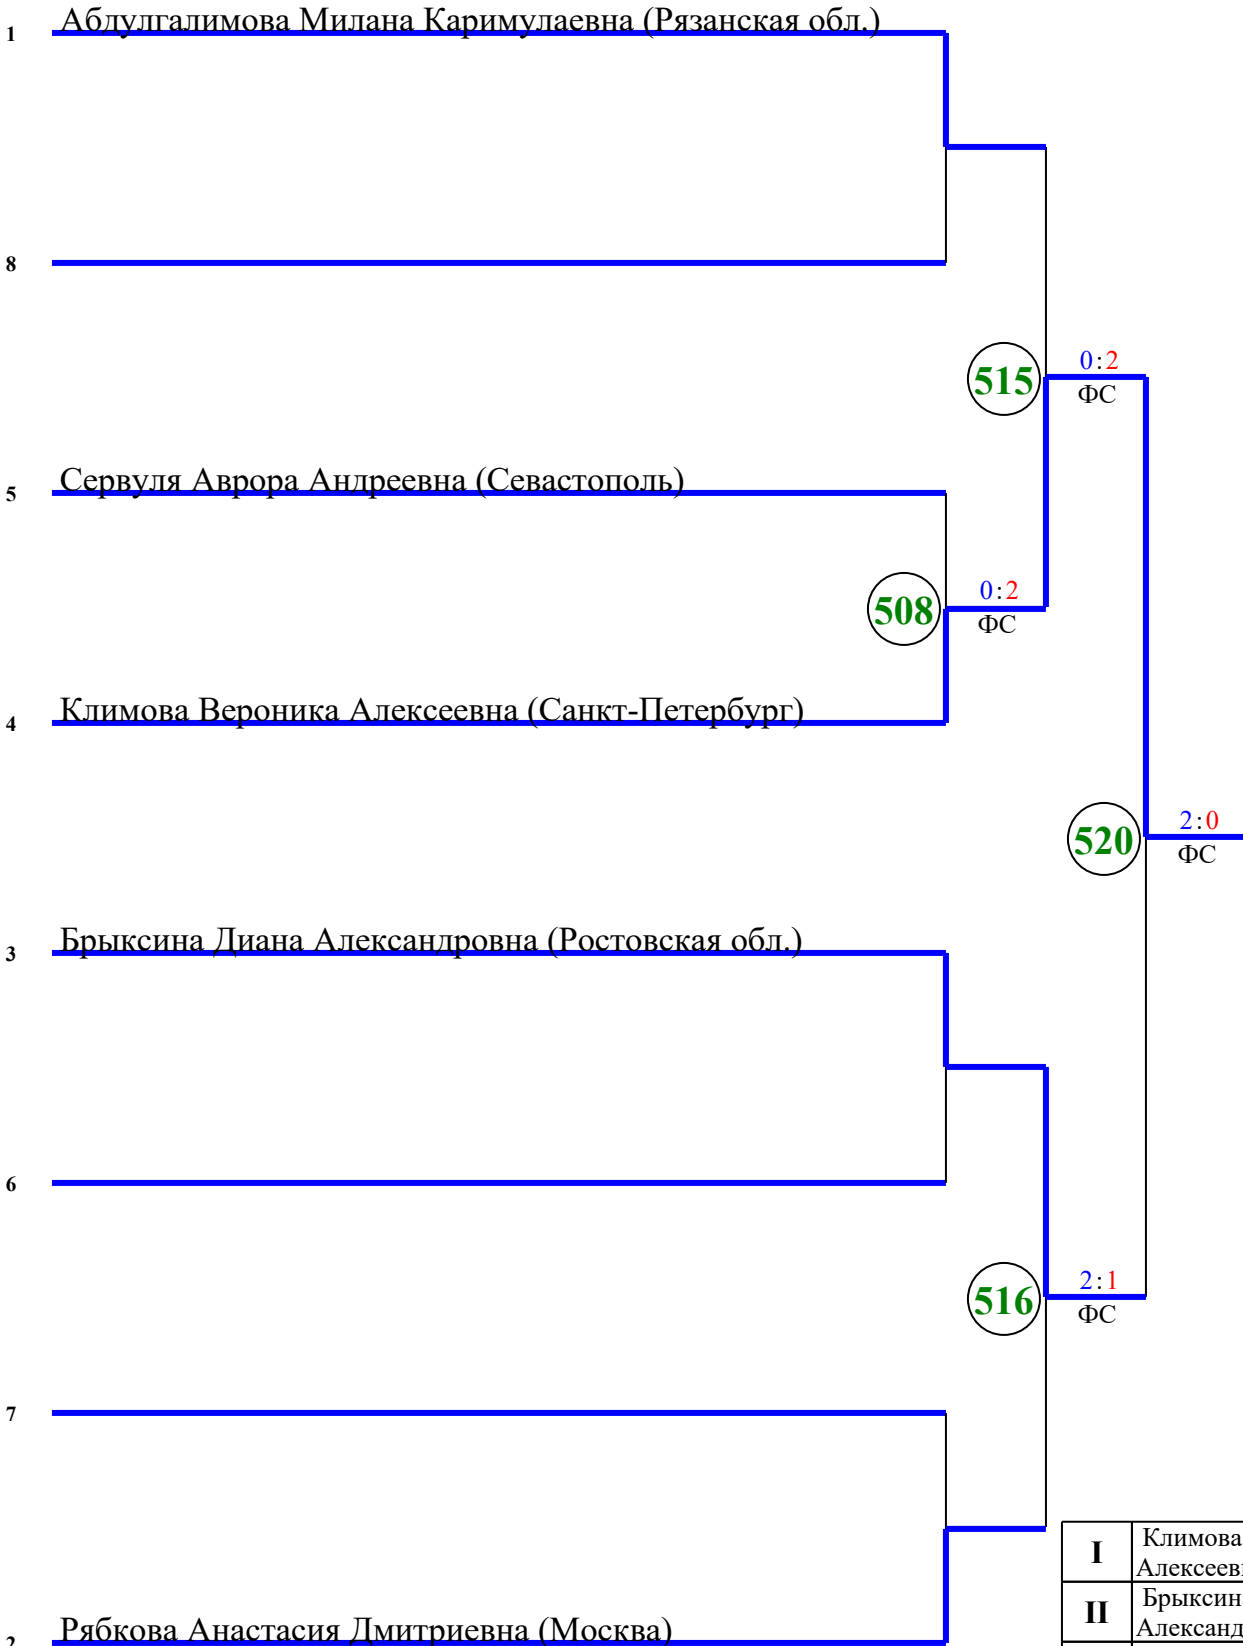 1 Абдулгалимова Милана Каримулаевна (Рязанская обл.)
8
515 0:2
ФС
5 Сервуля Аврора Андреевна (Севастополь)
508 0:2
ФС
4 Климова Вероника Алексеевна (Санкт-Петербург)
520 2:0
ФС
3 Брыксина Диана Александровна (Ростовская обл.)
6
516 2:1
ФС
7
I Климова
II
2 Рябкова Анастасия Дмитриевна (Москва)